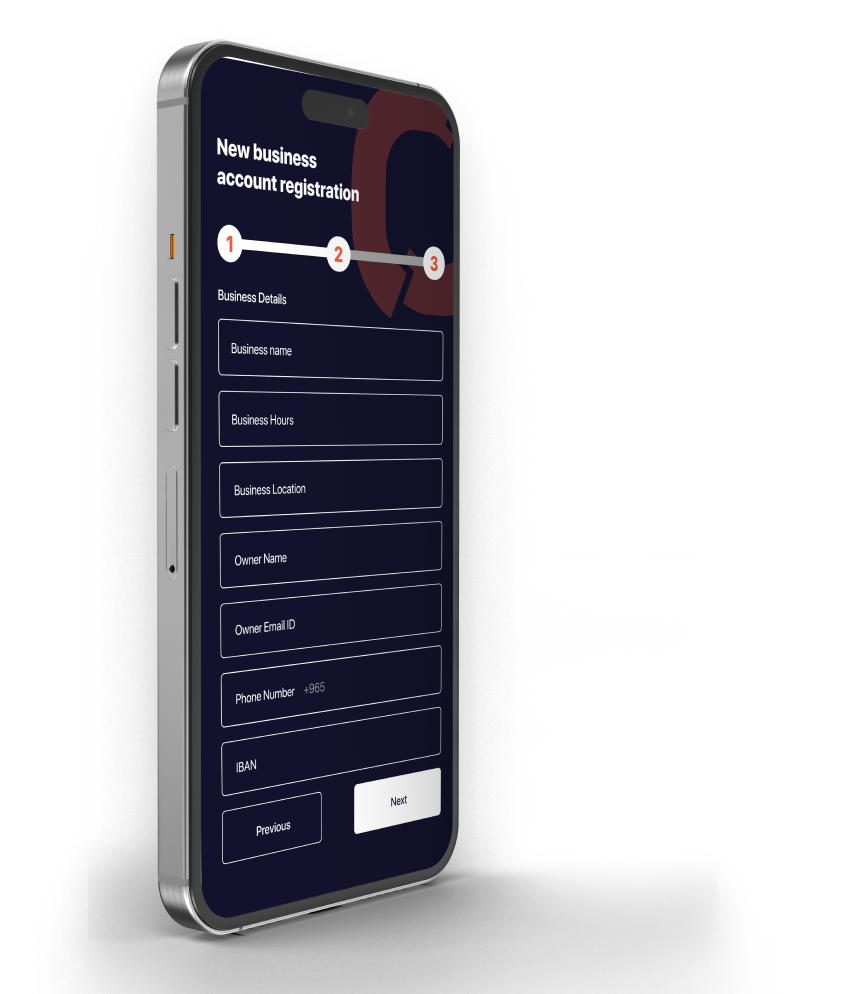 New business
account registration
1 2 3
Business Details
Business name
Business Hours
Business Location
Owner Name
Owner Email ID
Phone Number +965
IBAN
Previous
Next